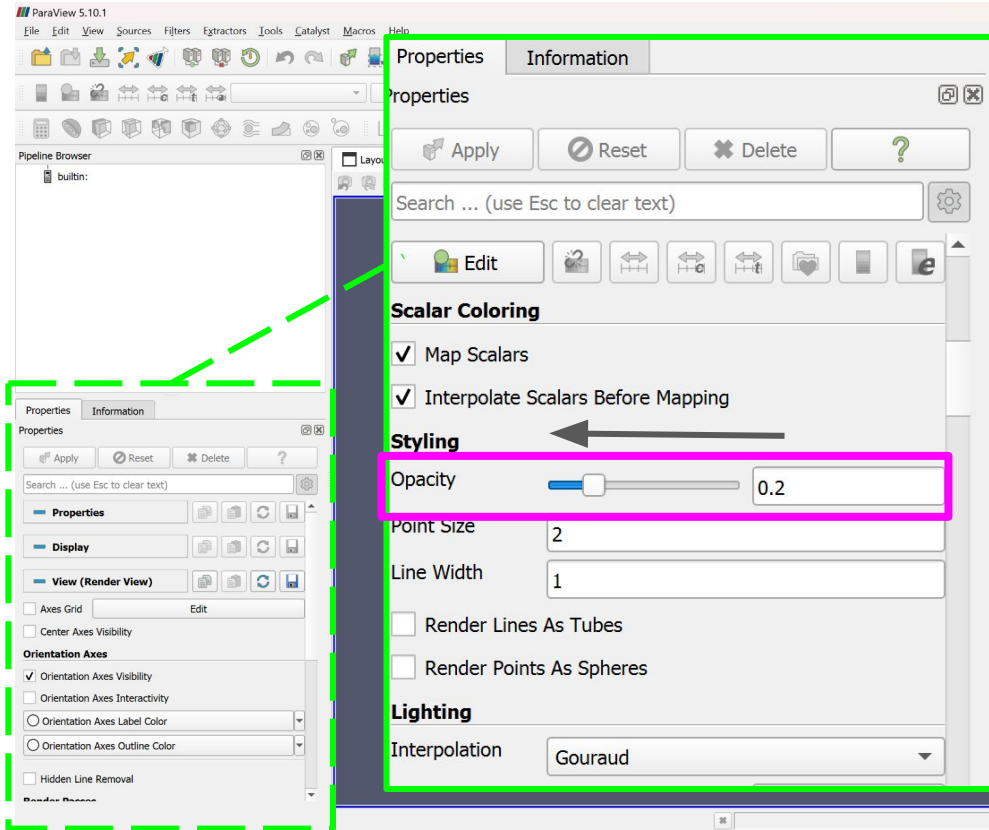 ParaView 5.10.1
File Edit View Sources Filters Extractors Tools Catalyst Macros Help
Pipeline Browser
builtin:
Properties Information
Properties
Apply Reset Delete ?
Search ... (use Esc to clear text)
Properties
Display
View (Render View)
Axes Grid Edit
Center Axes Visibility
Orientation Axes
Orientation Axes Visibility
Orientation Axes Interactivity
Orientation Axes Label Color
Orientation Axes Outline Color
Hidden Line Removal
Render Passes
Layou
Properties Information
Properties
Apply Reset Delete ?
Search ... (use Esc to clear text)
Edit
Scalar Coloring
Map Scalars
Interpolate Scalars Before Mapping
Styling
Opacity 0.2
Point Size 2
Line Width 1
Render Lines As Tubes
Render Points As Spheres
Lighting
Interpolation Gouraud